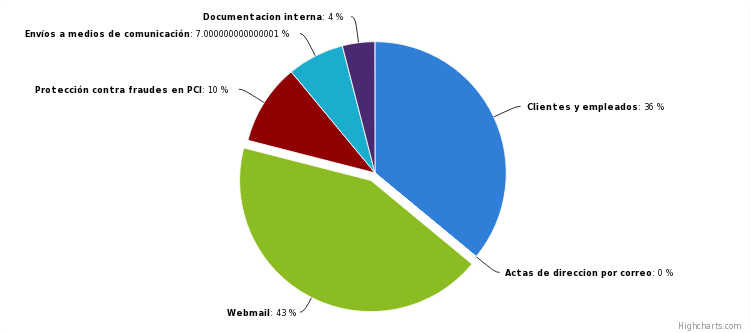 Documentacion interna: 4 %
Envíos a medios de comunicación: 7.000000000000001 %
Protección contra fraudes en PCI: 10 %
Clientes y empleados: 36 %
Actas de direccion por correo: 0 %
Webmail: 43 %
Highcharts.com